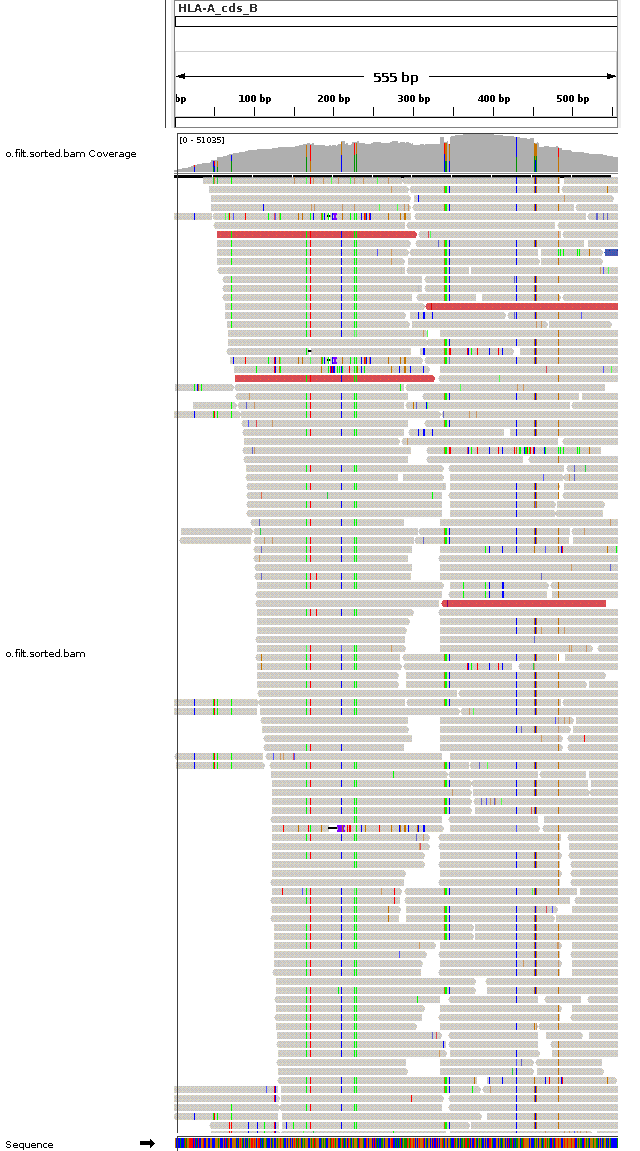 HLA-A_cds_B
555 bp
bp 100 bp 200 bp 300 bp 400 bp 500 bp
o.filt.sorted.bam Coverage
[0 - 51035]
o.filt.sorted.bam
Sequence